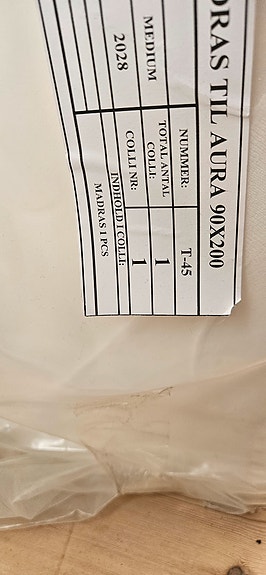 DRAS TIL AURA 90X200
NUMMER: T-45
MEDIUM TOTAL ANTAL COLLI: 1
2028 COLLI NR: 1
INDHOLD I COLLI:
MADRAS 1 PCS